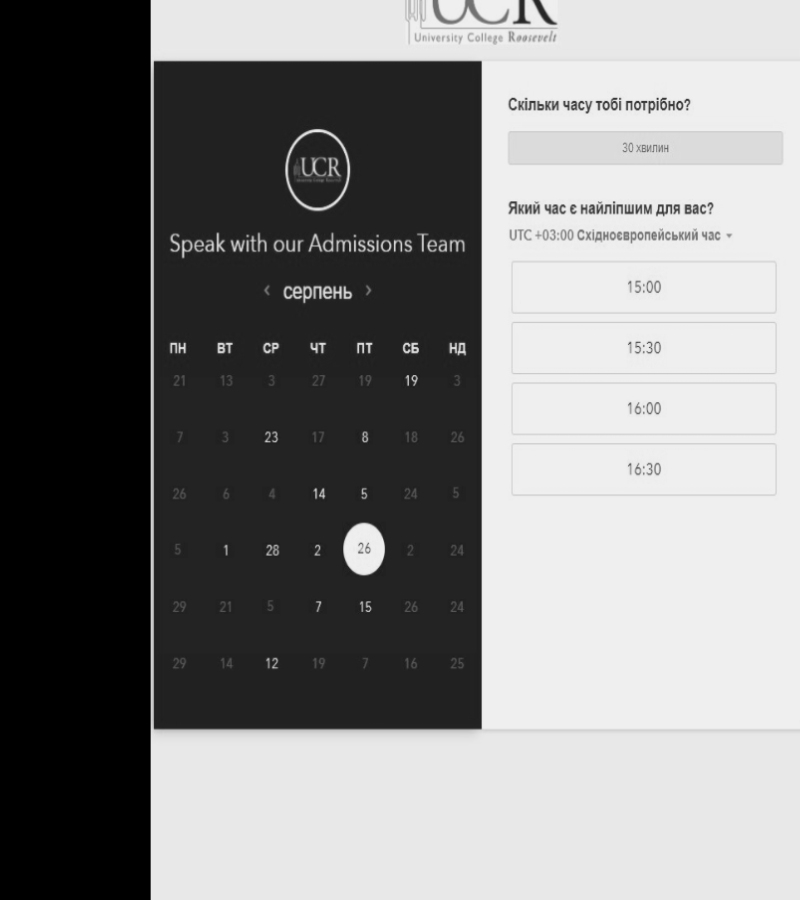 UCR
University College Roosevelt
UCR
Speak with our Admissions Team
‹ серпень ›
ПН ВТ СР ЧТ ПТ СБ НД
21 13 3 27 19 19 3
7 3 23 17 8 18 26
26 6 4 14 5 24 5
5 1 28 2 26 2 24
29 21 5 7 15 26 24
29 14 12 19 7 16 25
Скільки часу тобі потрібно?
30 хвилин
Який час є найліпшим для вас?
UTC +03:00 Східноєвропейський час
15:00
15:30
16:00
16:30